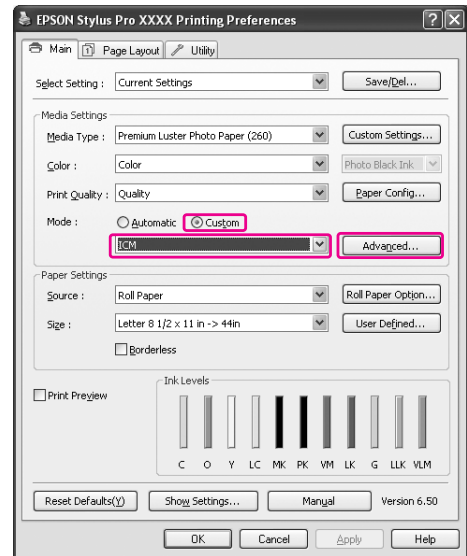 EPSON Stylus Pro XXXX Printing Preferences
Main Page Layout Utility
Select Setting : Current Settings Save/Del...
Media Settings
Media Type : Premium Luster Photo Paper (260) Custom Settings...
Color : Color Photo Black Ink
Print Quality : Quality Paper Config...
Mode : Automatic Custom
ICM Advanced...
Paper Settings
Source : Roll Paper Roll Paper Option...
Size : Letter 8 1/2 x 11 in -> 44in User Defined...
Borderless
Print Preview
Ink Levels
C O Y LC MK PK VM LK G LLK VLM
Reset Defaults(Y) Show Settings... Manual Version 6.50
OK Cancel Apply Help